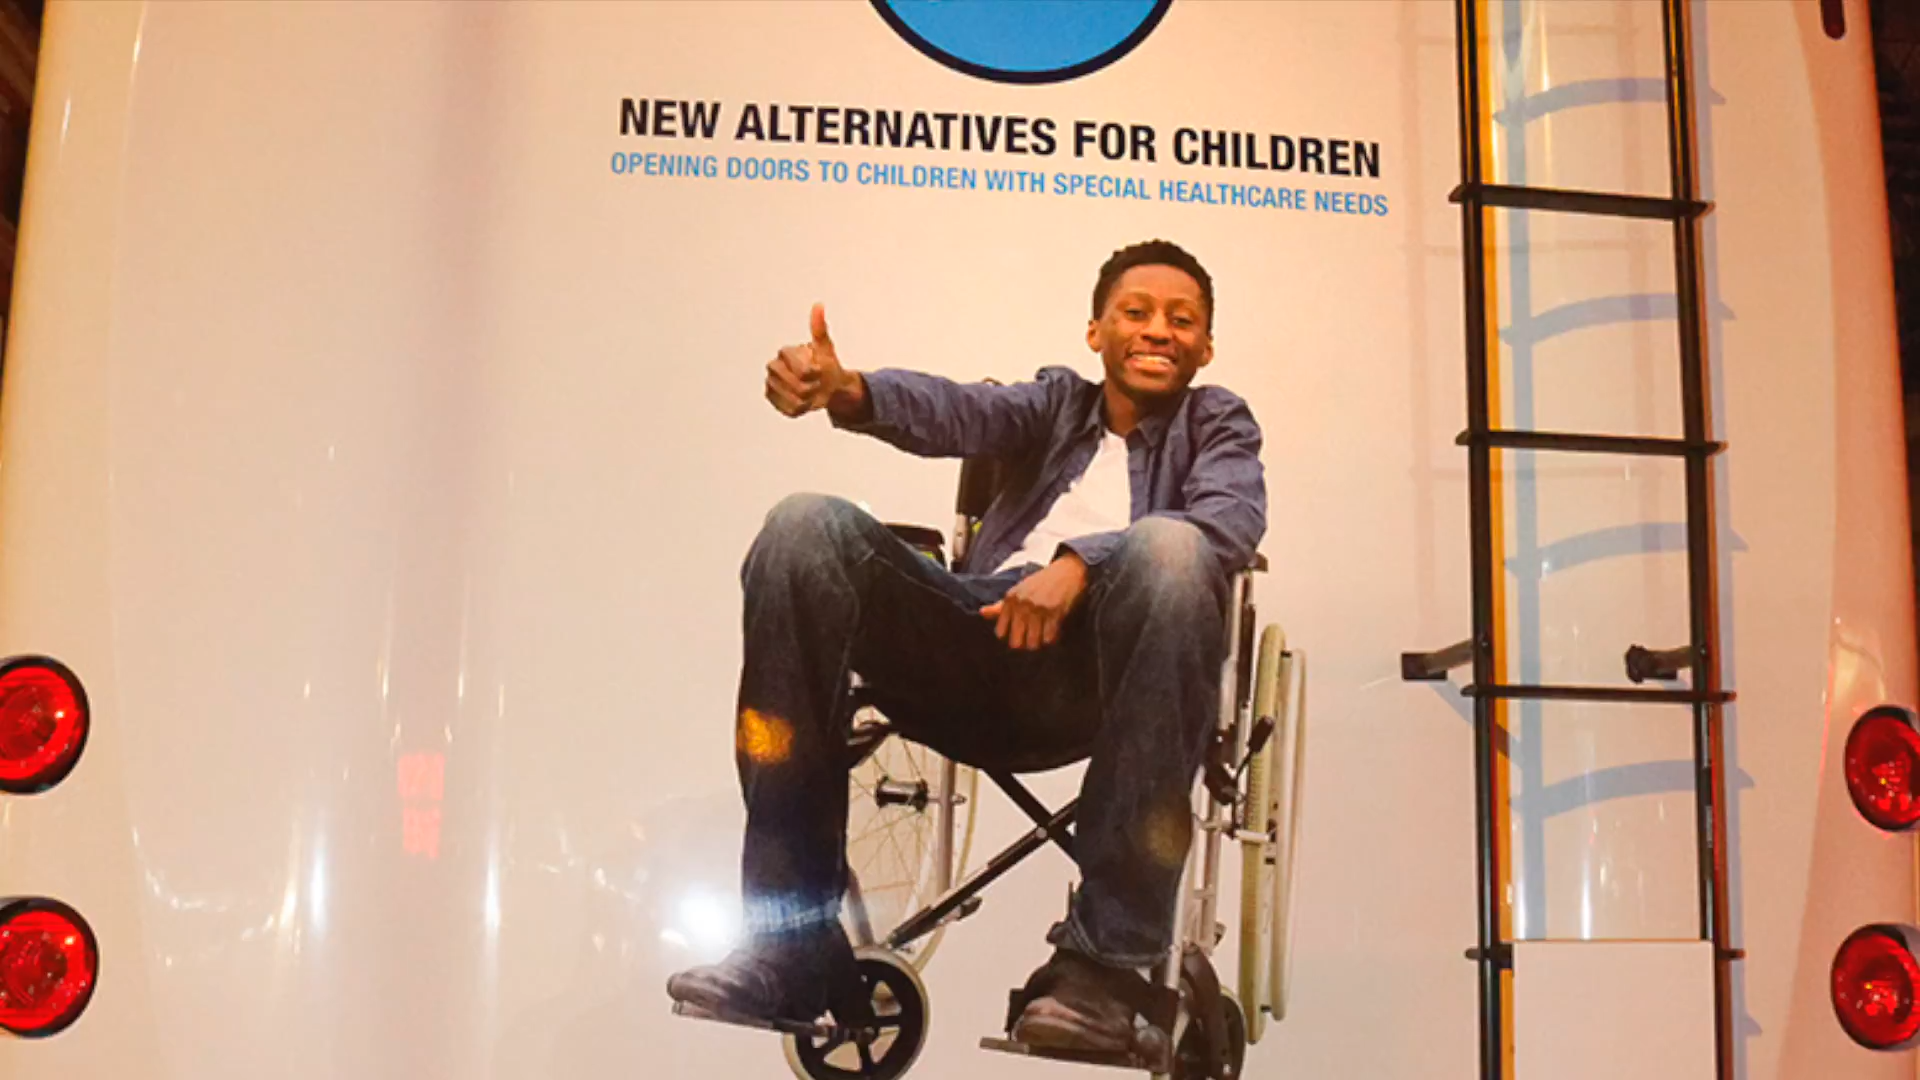 NEW ALTERNATIVES FOR CHILDREN
OPENING DOORS TO CHILDREN WITH SPECIAL HEALTHCARE NEEDS